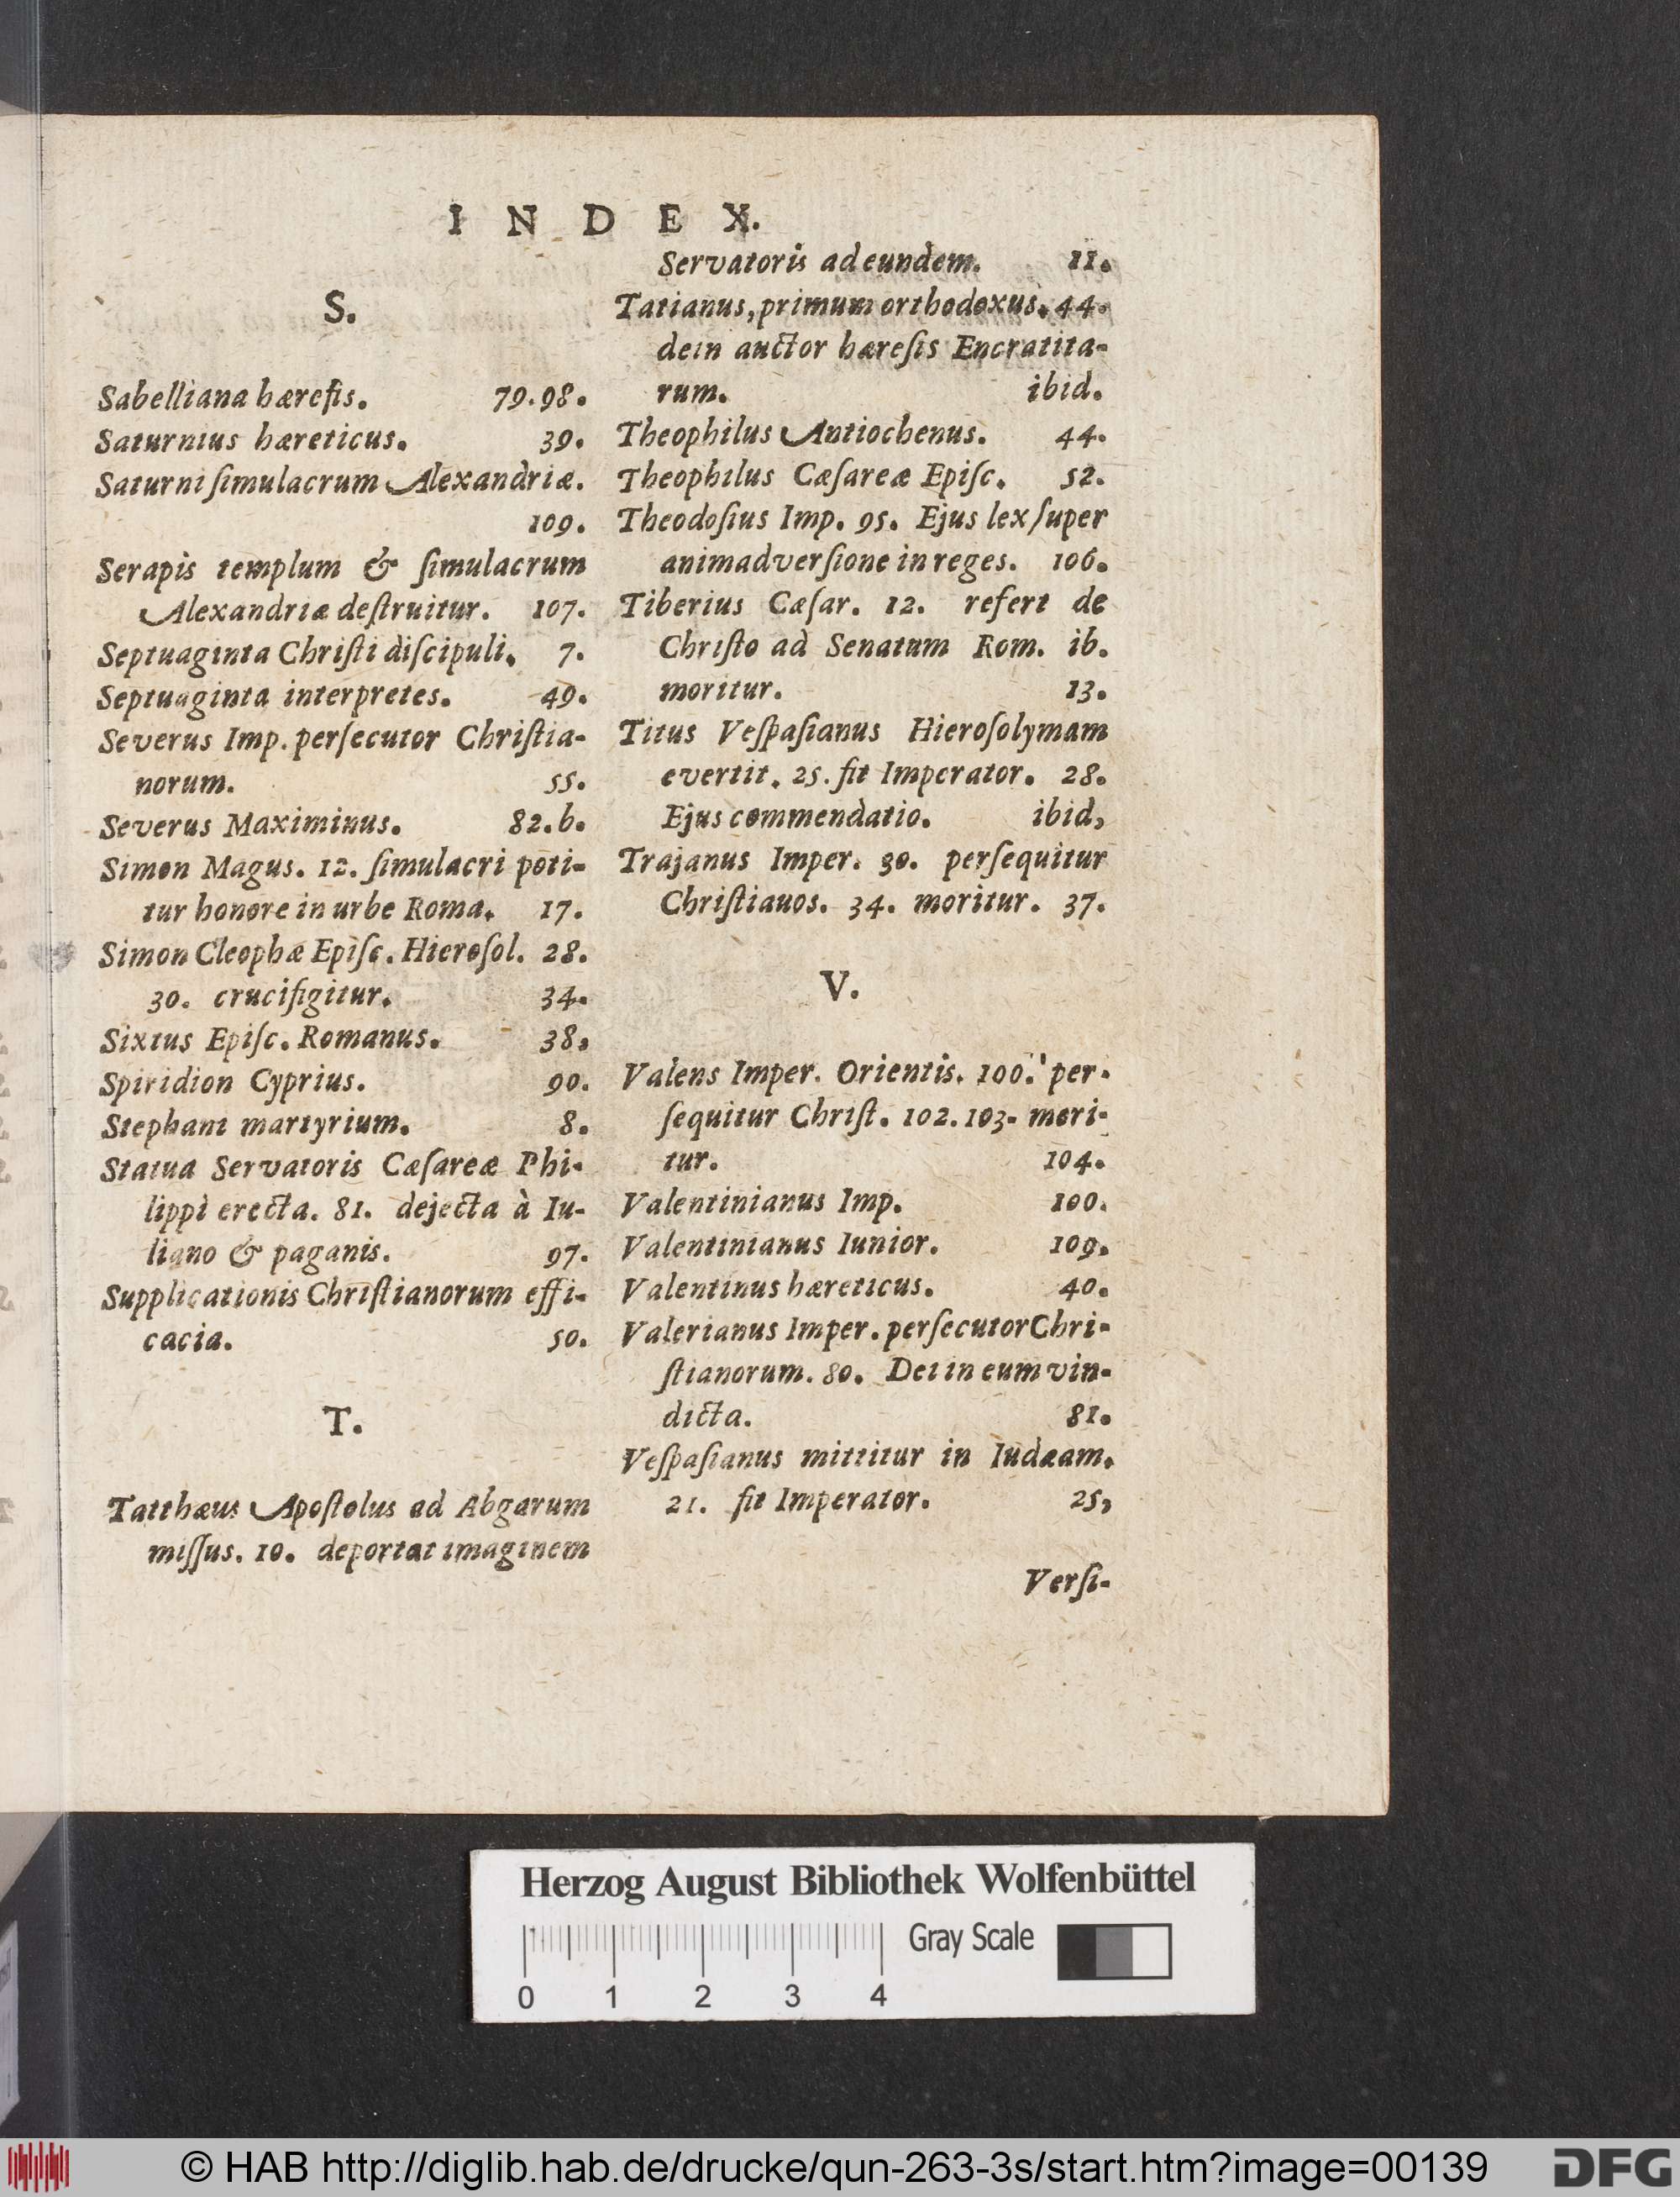 INDEX.
S.
Sabelliana hæresis. 79. 98.
Saturnius hæreticus. 39.
Saturni ſimulacrum Alexandriæ.
109.
Serapis templum & ſimulacrum
Alexandriæ deſtruitur. 107.
Septuaginta Chriſti diſcipuli. 7.
Septuaginta interpretes. 49.
Severus Imp. perſecutor Chriſtia-
norum. 55.
Severus Maximinus. 82. b.
Simon Magus. 12. ſimulacri poti-
tur honore in urbe Roma. 17.
Simon Cleophæ Epiſc. Hieroſol. 28.
30. crucifigitur. 34.
Sixtus Epiſc. Romanus. 38,
Spiridion Cyprius. 90.
Stephani martyrium. 8.
Statua Servatoris Cæſareæ Phi-
lippi erecta. 81. dejecta à Iu-
liano & paganis. 97.
Supplicationis Chriſtianorum effi-
cacia. 50.
T.
Tatthæus Apoſtolus ad Abgarum
miſſus. 10. deportat imaginem
Servatoris ad eundem. 11.
Tatianus, primum orthodoxus. 44.
dein auctor hæreſis Encratita-
rum. ibid.
Theophilus Antiochenus. 44.
Theophilus Cæſareæ Epiſc. 52.
Theodoſius Imp. 95. Ejus lex ſuper
animadverſione in reges. 106.
Tiberius Cæſar. 12. refert de
Chriſto ad Senatum Rom. ib.
moritur. 13.
Titus Veſpaſianus Hieroſolymam
evertit. 25. fit Imperator. 28.
Ejus commendatio. ibid,
Trajanus Imper. 30. perſequitur
Chriſtiauos. 34. moritur. 37.
V.
Valens Imper. Orientis. 100. per-
ſequitur Chriſt. 102. 103. mori-
tur. 104.
Valentinianus Imp. 100.
Valentinianus Iunior. 109.
Valentinus hæreticus. 40.
Valerianus Imper. perſecutor Chri-
ſtianorum. 80. Dei in eum vin-
dicta. 81.
Veſpaſianus mittitur in Iudæam.
21. fit Imperator. 25,
Verſi-
Herzog August Bibliothek Wolfenbüttel
Gray Scale
0 1 2 3 4
© HAB http://diglib.hab.de/drucke/qun-263-3s/start.htm?image=00139
DFG